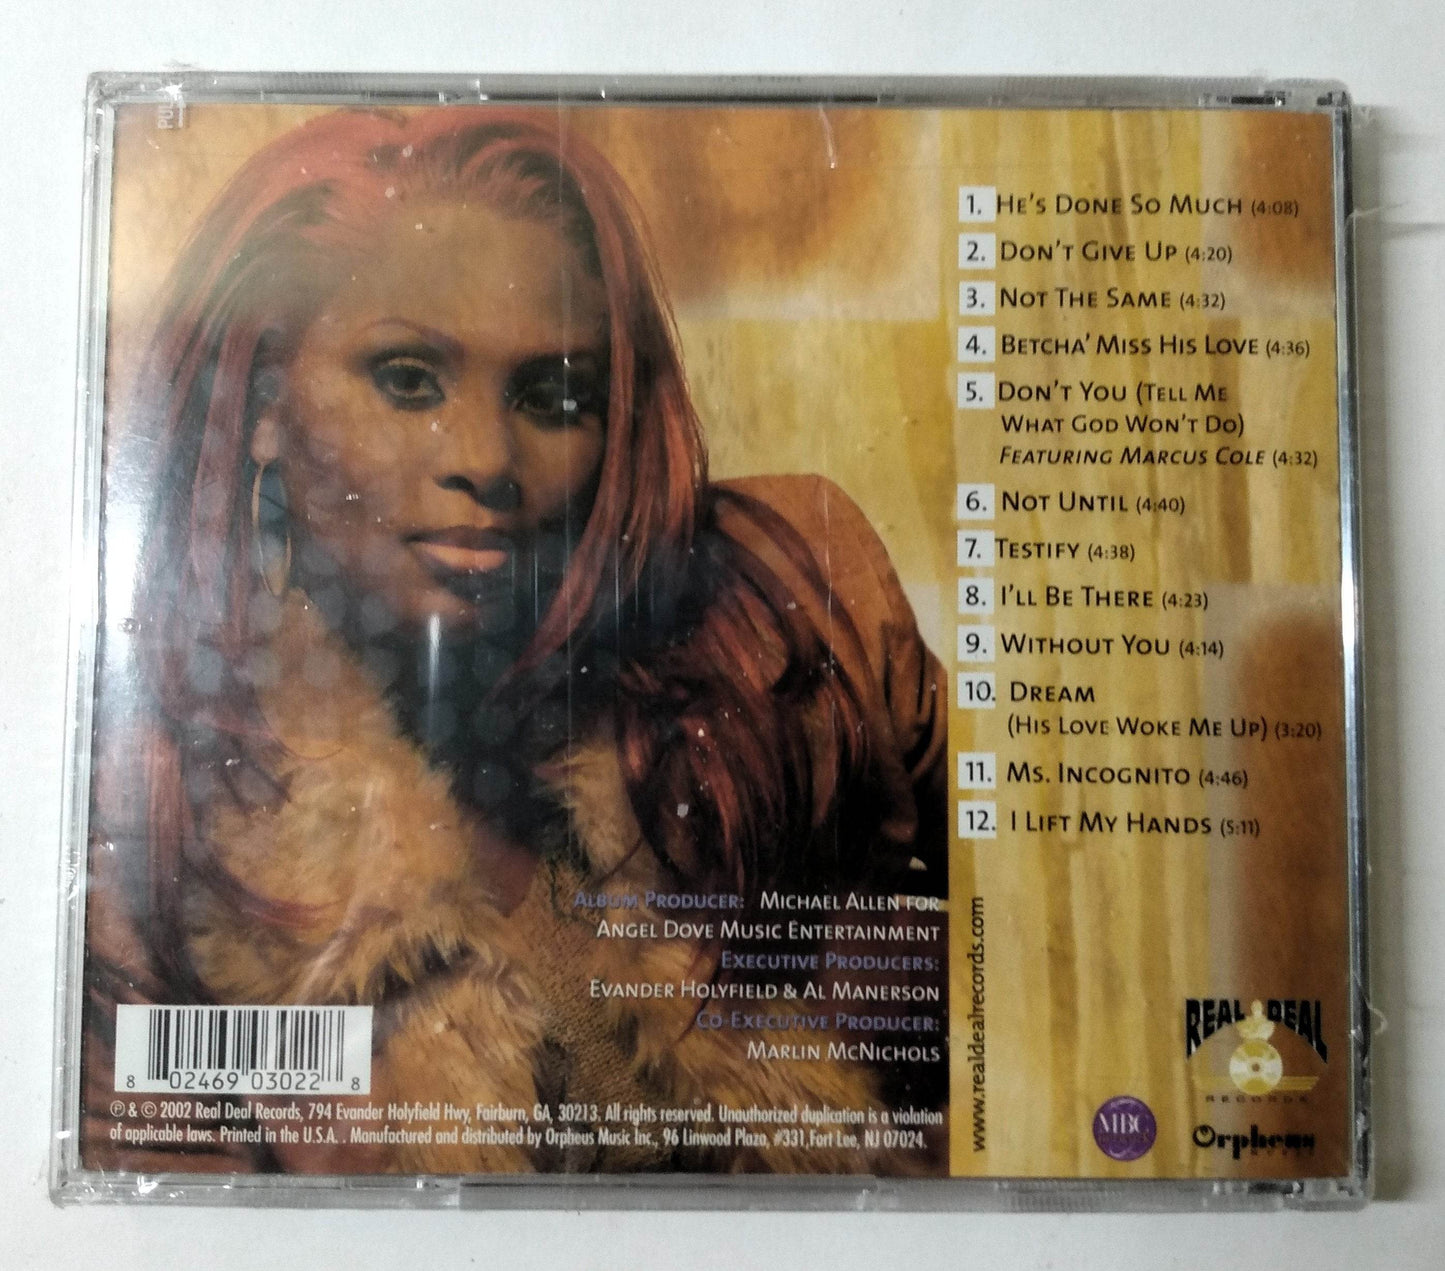 PU
1. HE'S DONE SO MUCH (4:08)
2. DON'T GIVE UP (4:20)
3. NOT THE SAME (4:32)
4. BETCHA' MISS HIS LOVE (4:36)
5. DON'T YOU (TELL ME
WHAT GOD WON'T DO)
FEATURING MARCUS COLE (4:32)
6. NOT UNTIL (4:40)
7. TESTIFY (4:38)
8. I'LL BE THERE (4:23)
9. WITHOUT YOU (4:14)
10. DREAM
(HIS LOVE WOKE ME UP) (3:20)
11. MS. INCOGNITO (4:46)
12. I LIFT MY HANDS (5:11)
ALBUM PRODUCER: MICHAEL ALLEN FOR
ANGEL DOVE MUSIC ENTERTAINMENT
EXECUTIVE PRODUCERS:
EVANDER HOLYFIELD & AL MANERSON
CO-EXECUTIVE PRODUCER:
MARLIN MCNICHOLS
8 02469 03022 8
℗ & © 2002 Real Deal Records, 794 Evander Holyfield Hwy, Fairburn, GA, 30213. All rights reserved. Unauthorized duplication is a violation
of applicable laws. Printed in the U.S.A. . Manufactured and distributed by Orpheus Music Inc., 96 Linwood Plaza, #331,Fort Lee, NJ 07024.
www.realdealrecords.com
REAL DEAL
RECORDS
MBC
Orpheus